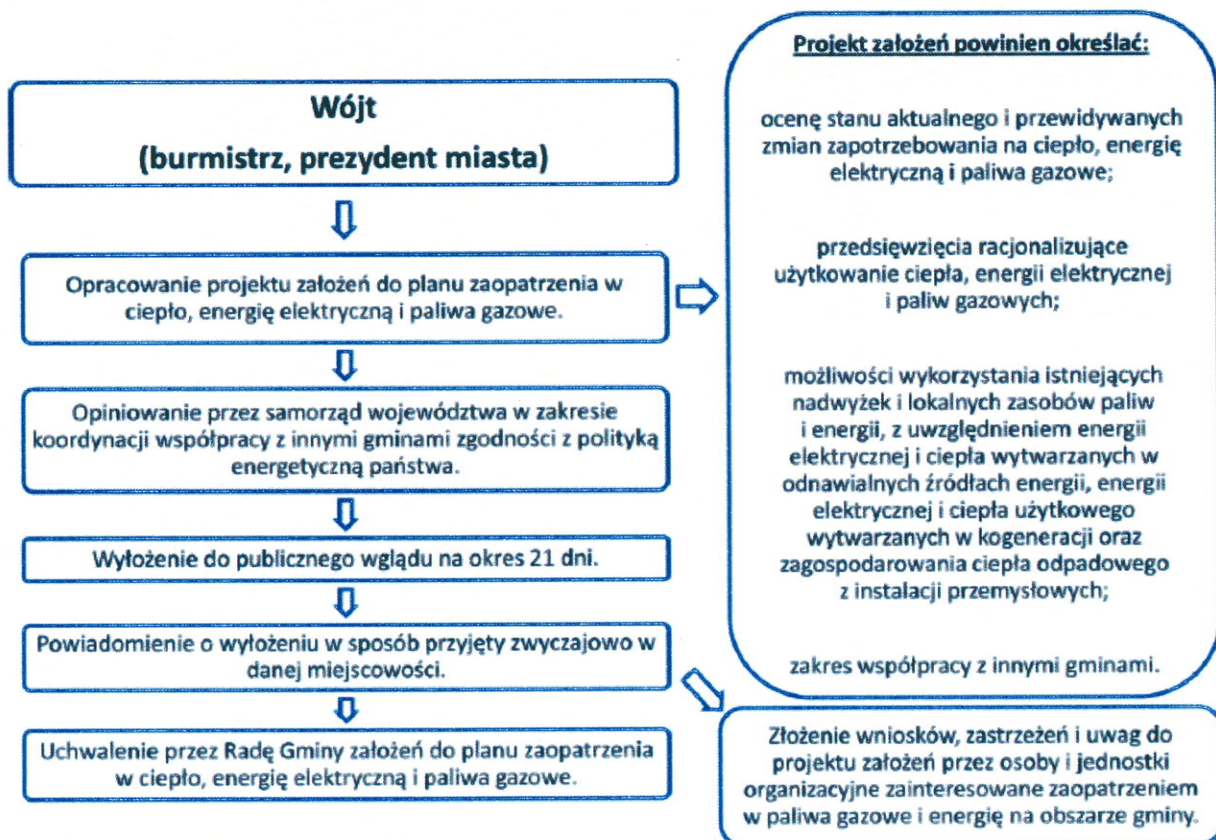 Wójt
(burmistrz, prezydent miasta)
Opracowanie projektu założeń do planu zaopatrzenia w
ciepło, energię elektryczną i paliwa gazowe.
Opiniowanie przez samorząd województwa w zakresie
koordynacji współpracy z innymi gminami zgodności z polityką
energetyczną państwa.
Wyłożenie do publicznego wglądu na okres 21 dni.
Powiadomienie o wyłożeniu w sposób przyjęty zwyczajowo w
danej miejscowości.
Uchwalenie przez Radę Gminy założeń do planu zaopatrzenia
w ciepło, energię elektryczną i paliwa gazowe.
Projekt założeń powinien określać:
ocenę stanu aktualnego i przewidywanych
zmian zapotrzebowania na ciepło, energię
elektryczną i paliwa gazowe;
przedsięwzięcia racjonalizujące
użytkowanie ciepła, energii elektrycznej
i paliw gazowych;
możliwości wykorzystania istniejących
nadwyżek i lokalnych zasobów paliw
i energii, z uwzględnieniem energii
elektrycznej i ciepła wytwarzanych w
odnawialnych źródłach energii, energii
elektrycznej i ciepła użytkowego
wytwarzanych w kogeneracji oraz
zagospodarowania ciepła odpadowego
z instalacji przemysłowych;
zakres współpracy z innymi gminami.
Złożenie wniosków, zastrzeżeń i uwag do
projektu założeń przez osoby i jednostki
organizacyjne zainteresowane zaopatrzeniem
w paliwa gazowe i energię na obszarze gminy.